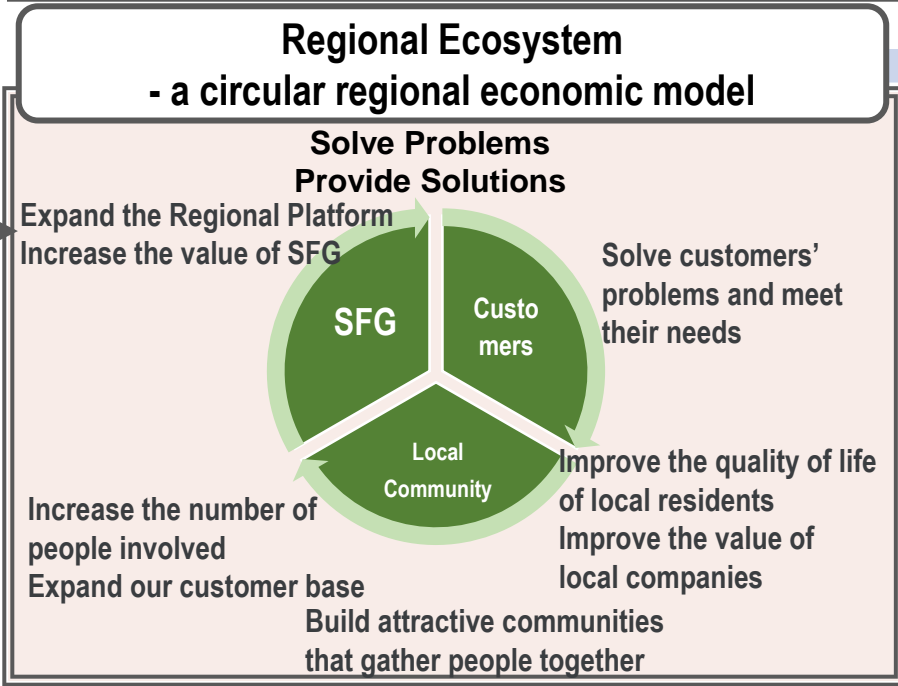 Regional Ecosystem
- a circular regional economic model
Solve Problems
Provide Solutions
Expand the Regional Platform
Increase the value of SFG
SFG
Custo
mers
Solve customers’
problems and meet
their needs
Local
Community
Improve the quality of life
of local residents
Improve the value of
local companies
Increase the number of
people involved
Expand our customer base
Build attractive communities
that gather people together